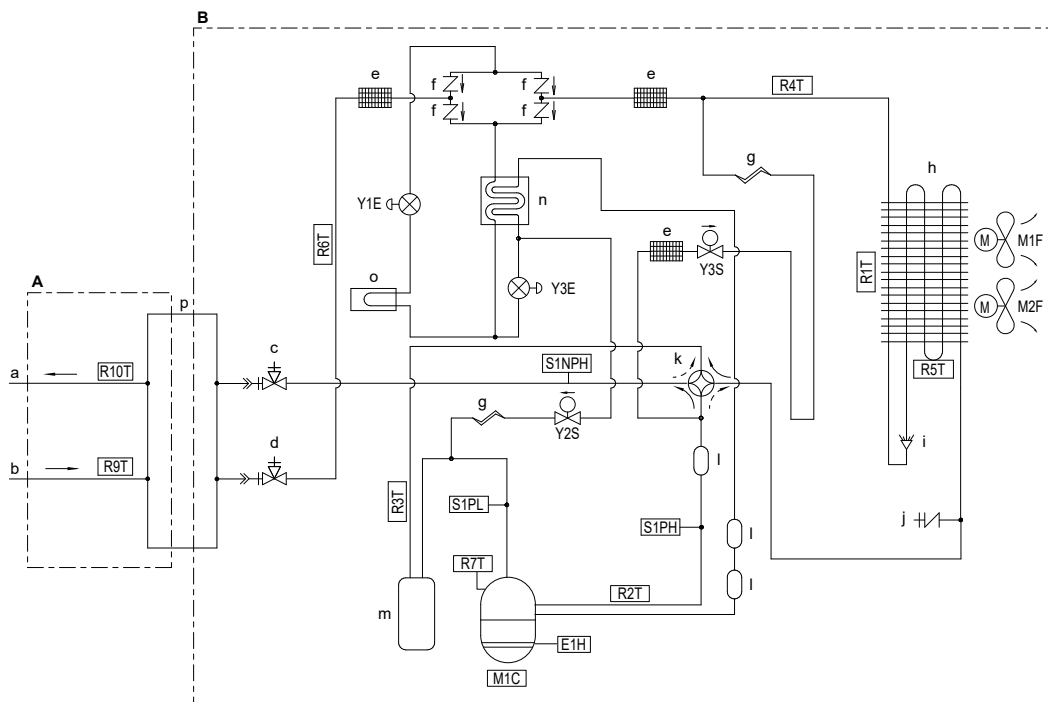 B
e
f
f
e
R4T
f
f
g
h
Y1E
n
R6T
e
Y3S
M
M1F
R1T
A
o
Y3E
p
M
M2F
c
k
R5T
a
R10T
S1NPH
g
Y2S
d
i
b
R9T
l
R3T
S1PL
S1PH
j
l
R7T
R2T
l
m
E1H
M1C